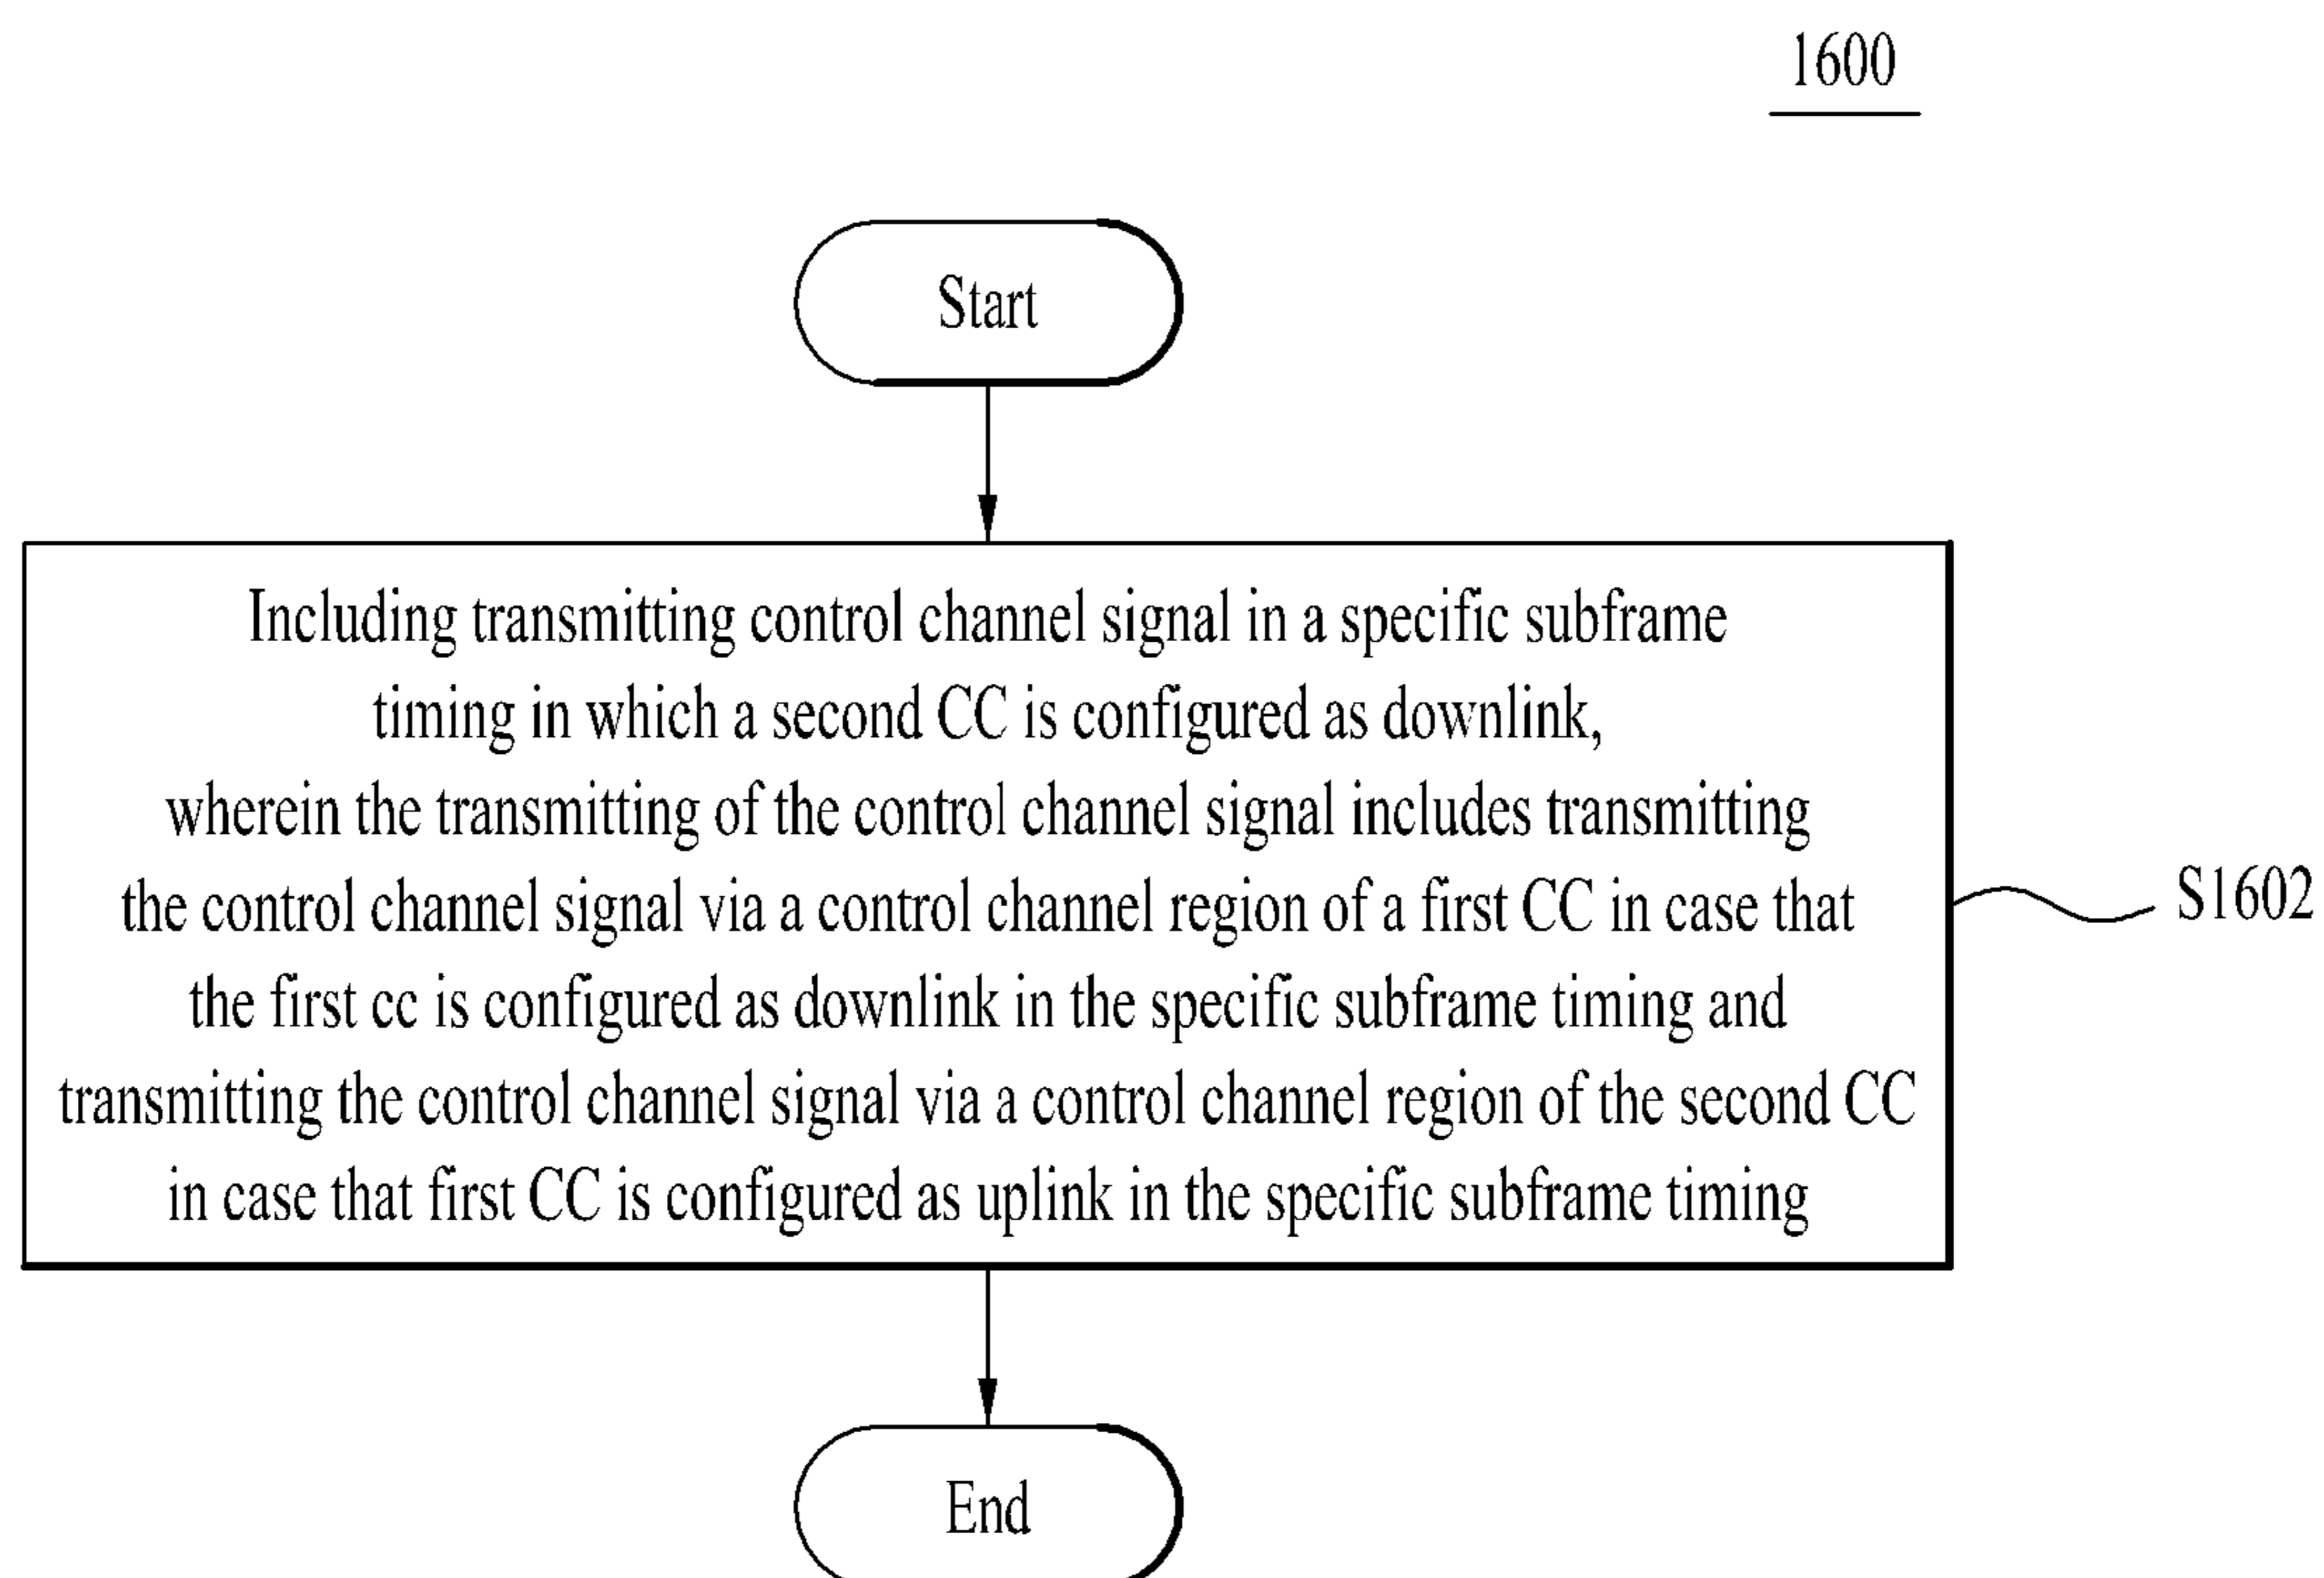 1600
Start
Including transmitting control channel signal in a specific subframe
timing in which a second CC is configured as downlink,
wherein the transmitting of the control channel signal includes transmitting
the control channel signal via a control channel region of a first CC in case that
the first cc is configured as downlink in the specific subframe timing and
transmitting the control channel signal via a control channel region of the second CC
in case that first CC is configured as uplink in the specific subframe timing
S1602
End